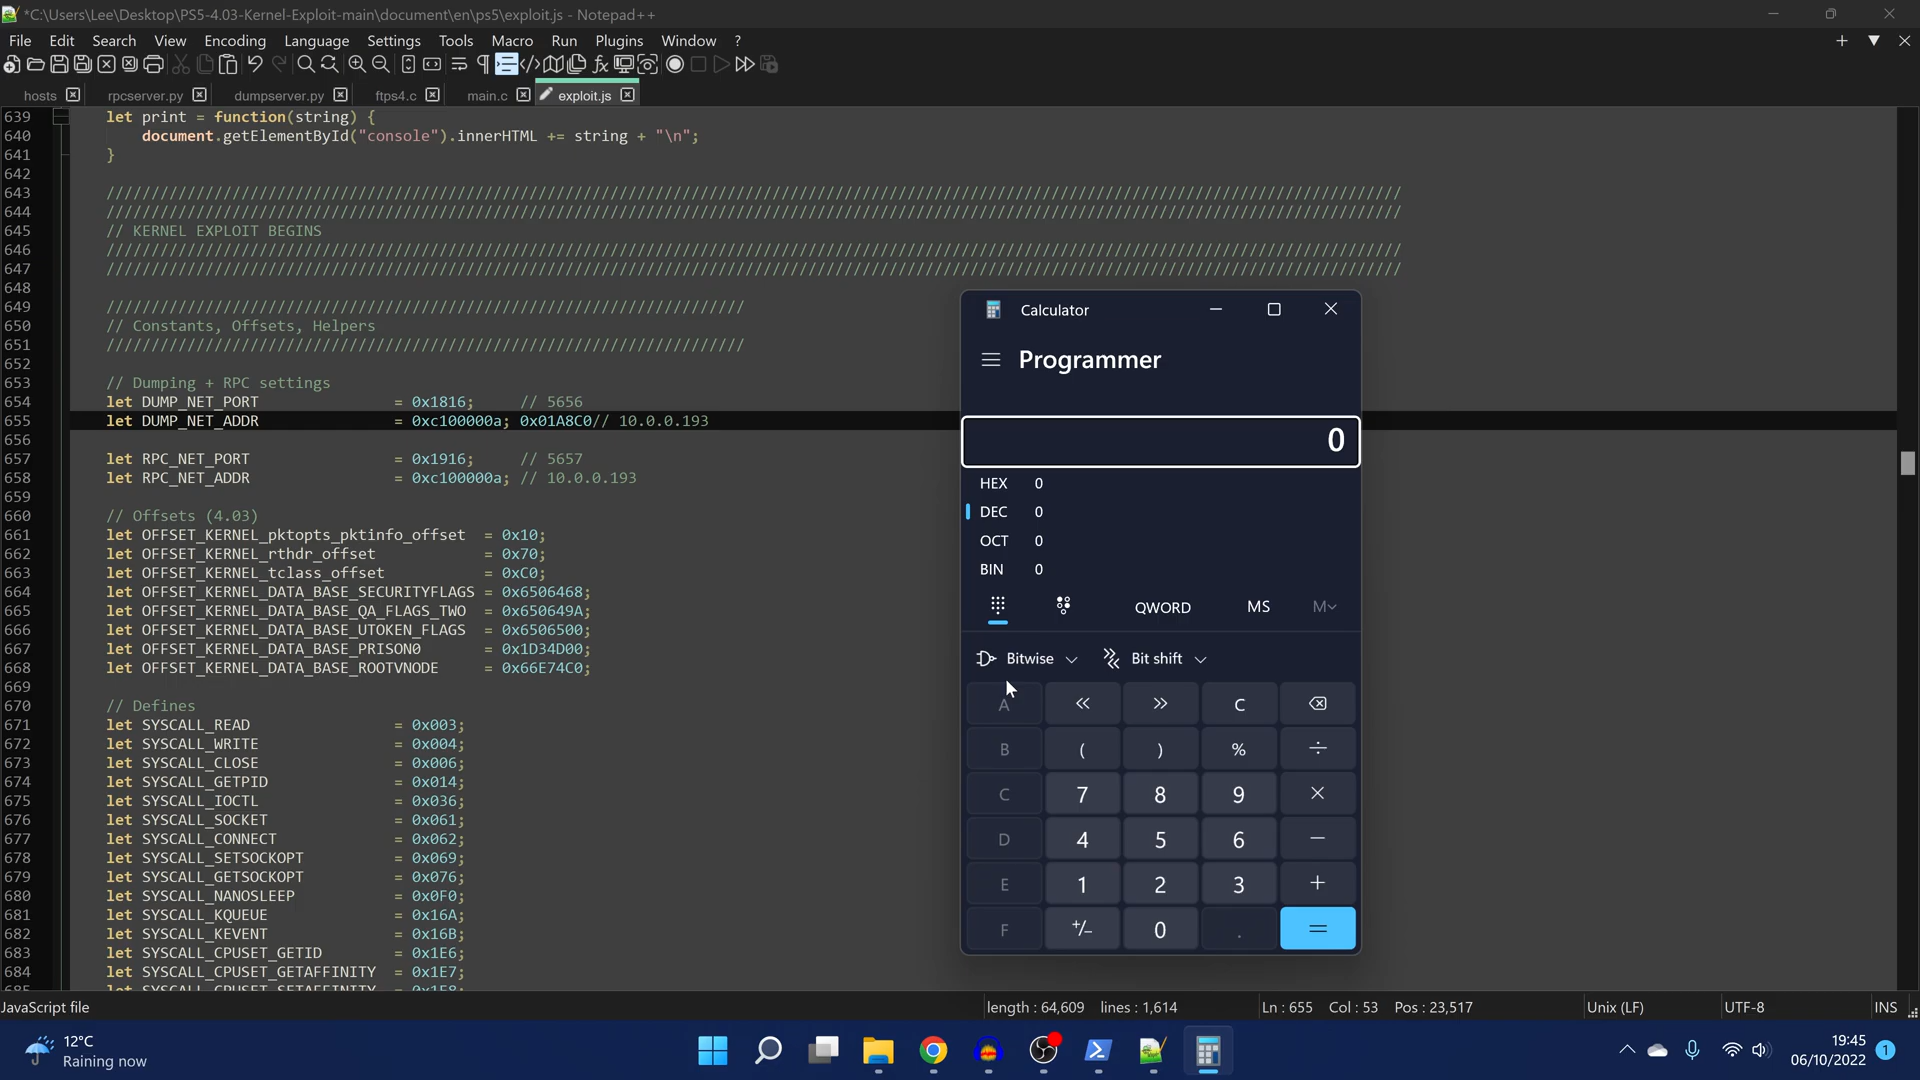 *C:\Users\Lee\Desktop\PS5-4.03-Kernel-Exploit-main\document\en\ps5\exploit.js - Notepad++
File Edit Search View Encoding Language Settings Tools Macro Run Plugins Window ?
hosts rpcserver.py dumpserver.py ftps4.c main.c exploit.js
639 let print = function(string) {
640 document.getElementById("console").innerHTML += string + "\n";
641 }
642
643 //////////////////////////////////////////////////////////////////////////////////////////////////////////////////////////////////////////////////
644 //////////////////////////////////////////////////////////////////////////////////////////////////////////////////////////////////////////////////
645 // KERNEL EXPLOIT BEGINS
646 //////////////////////////////////////////////////////////////////////////////////////////////////////////////////////////////////////////////////
647 //////////////////////////////////////////////////////////////////////////////////////////////////////////////////////////////////////////////////
648
649 ////////////////////////////////////////////////////////////////////////
650 // Constants, Offsets, Helpers
651 ////////////////////////////////////////////////////////////////////////
652
653 // Dumping + RPC settings
654 let DUMP_NET_PORT = 0x1816; // 5656
655 let DUMP_NET_ADDR = 0xc100000a; 0x01A8C0// 10.0.0.193
656
657 let RPC_NET_PORT = 0x1916; // 5657
658 let RPC_NET_ADDR = 0xc100000a; // 10.0.0.193
659
660 // Offsets (4.03)
661 let OFFSET_KERNEL_pktopts_pktinfo_offset = 0x10;
662 let OFFSET_KERNEL_rthdr_offset = 0x70;
663 let OFFSET_KERNEL_tclass_offset = 0xC0;
664 let OFFSET_KERNEL_DATA_BASE_SECURITYFLAGS = 0x6506468;
665 let OFFSET_KERNEL_DATA_BASE_QA_FLAGS_TWO = 0x650649A;
666 let OFFSET_KERNEL_DATA_BASE_UTOKEN_FLAGS = 0x6506500;
667 let OFFSET_KERNEL_DATA_BASE_PRISON0 = 0x1D34D00;
668 let OFFSET_KERNEL_DATA_BASE_ROOTVNODE = 0x66E74C0;
669
670 // Defines
671 let SYSCALL_READ = 0x003;
672 let SYSCALL_WRITE = 0x004;
673 let SYSCALL_CLOSE = 0x006;
674 let SYSCALL_GETPID = 0x014;
675 let SYSCALL_IOCTL = 0x036;
676 let SYSCALL_SOCKET = 0x061;
677 let SYSCALL_CONNECT = 0x062;
678 let SYSCALL_SETSOCKOPT = 0x069;
679 let SYSCALL_GETSOCKOPT = 0x076;
680 let SYSCALL_NANOSLEEP = 0x0F0;
681 let SYSCALL_KQUEUE = 0x16A;
682 let SYSCALL_KEVENT = 0x16B;
683 let SYSCALL_CPUSET_GETID = 0x1E6;
684 let SYSCALL_CPUSET_GETAFFINITY = 0x1E7;
685 let SYSCALL_CPUSET_SETAFFINITY = 0x1E8;
Calculator
Programmer
0
HEX 0
DEC 0
OCT 0
BIN 0
QWORD MS M
Bitwise Bit shift
A << >> C
B ( ) % ÷
C 7 8 9 ×
D 4 5 6 −
E 1 2 3 +
F +/− 0 . =
JavaScript file length : 64,609 lines : 1,614 Ln : 655 Col : 53 Pos : 23,517 Unix (LF) UTF-8 INS
12°C
Raining now
19:45
06/10/2022
1